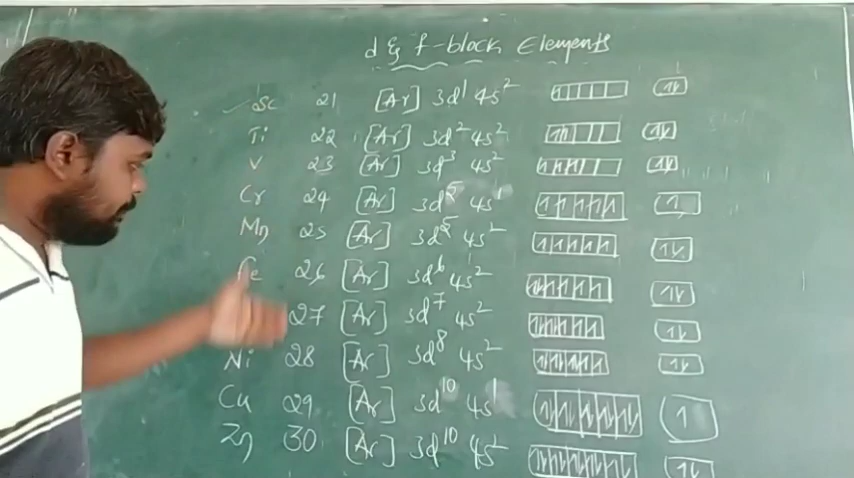 d & f-block Elements
Sc 21 [Ar] 3d¹ 4s²
Ti 22 [Ar] 3d² 4s²
V 23 [Ar] 3d³ 4s²
Cr 24 [Ar] 3d⁵ 4s¹
Mn 25 [Ar] 3d⁵ 4s²
Fe 26 [Ar] 3d⁶ 4s²
27 [Ar] 3d⁷ 4s²
Ni 28 [Ar] 3d⁸ 4s²
Cu 29 [Ar] 3d¹⁰ 4s¹
Zn 30 [Ar] 3d¹⁰ 4s²